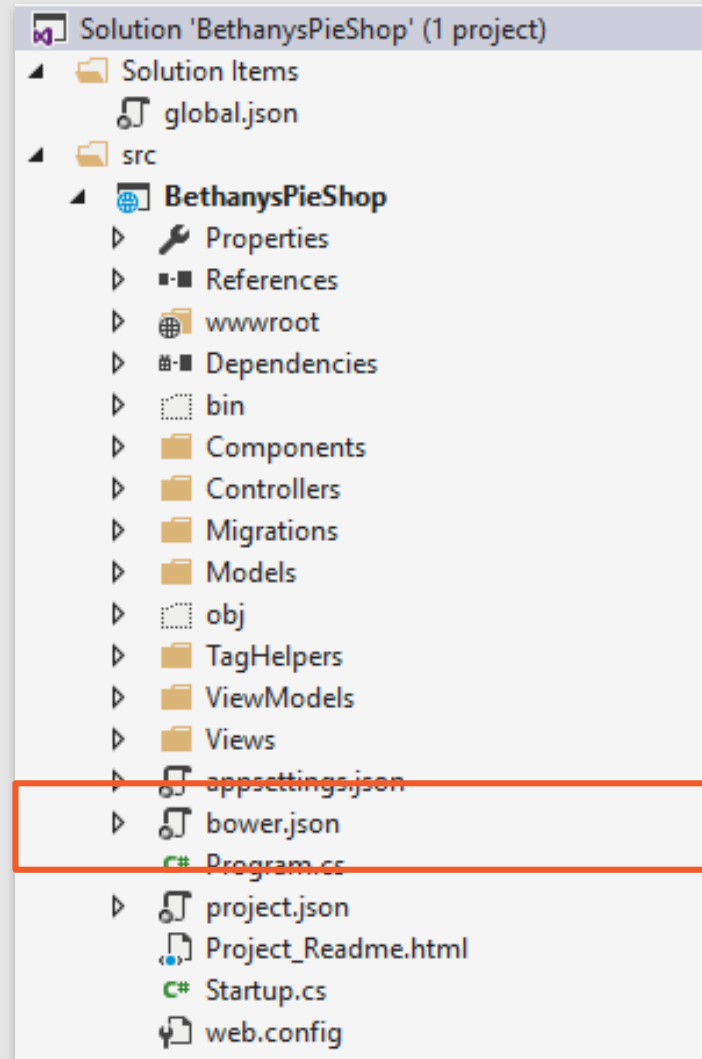 Solution 'BethanysPieShop' (1 project)
Solution Items
global.json
src
BethanysPieShop
Properties
References
wwwroot
Dependencies
bin
Components
Controllers
Migrations
Models
obj
TagHelpers
ViewModels
Views
appsettings.json
bower.json
C# Program.cs
project.json
Project_Readme.html
C# Startup.cs
web.config